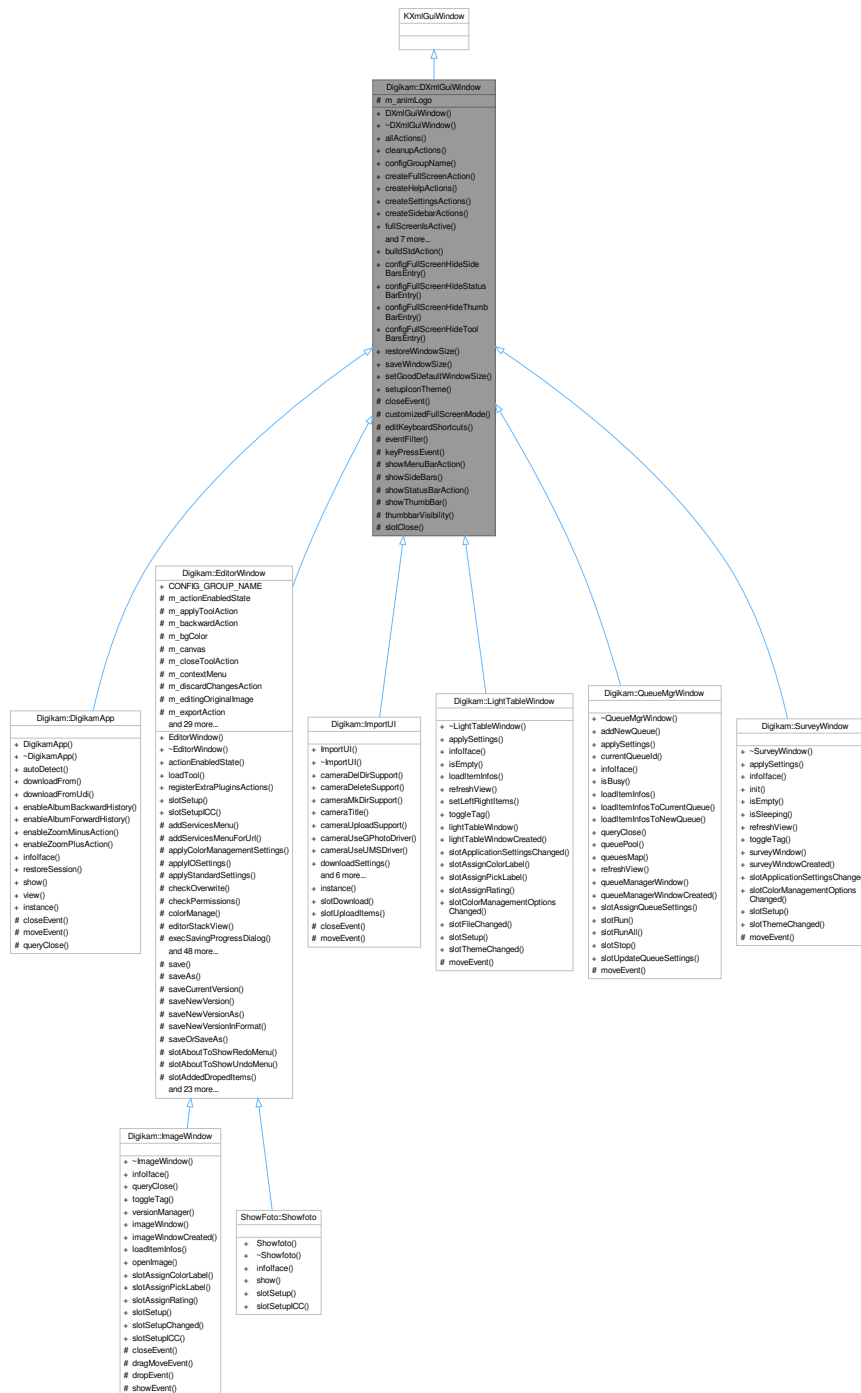 KXmlGuiWindow
Digikam::DXmlGuiWindow
# m_animLogo
+ DXmlGuiWindow()
+ ~DXmlGuiWindow()
+ allActions()
+ cleanupActions()
+ configGroupName()
+ createFullScreenAction()
+ createHelpActions()
+ createSettingsActions()
+ createSidebarActions()
+ fullScreenIsActive()
and 7 more...
+ buildStdAction()
+ configFullScreenHideSide
BarsEntry()
+ configFullScreenHideStatus
BarEntry()
+ configFullScreenHideThumb
BarEntry()
+ configFullScreenHideTool
BarsEntry()
+ restoreWindowSize()
+ saveWindowSize()
+ setGoodDefaultWindowSize()
+ setupIconTheme()
# closeEvent()
# customizedFullScreenMode()
# editKeyboardShortcuts()
# eventFilter()
# keyPressEvent()
# showMenuBarAction()
# showSideBars()
# showStatusBarAction()
# showThumbBar()
# thumbbarVisibility()
# slotClose()
Digikam::DigikamApp
+ DigikamApp()
+ ~DigikamApp()
+ autoDetect()
+ downloadFrom()
+ downloadFromUdi()
+ enableAlbumBackwardHistory()
+ enableAlbumForwardHistory()
+ enableZoomMinusAction()
+ enableZoomPlusAction()
+ infoIface()
+ restoreSession()
+ show()
+ view()
+ instance()
# closeEvent()
# moveEvent()
# queryClose()
Digikam::EditorWindow
+ CONFIG_GROUP_NAME
# m_actionEnabledState
# m_applyToolAction
# m_backwardAction
# m_bgColor
# m_canvas
# m_closeToolAction
# m_contextMenu
# m_discardChangesAction
# m_editingOriginalImage
# m_exportAction
and 29 more...
+ EditorWindow()
+ ~EditorWindow()
+ actionEnabledState()
+ loadTool()
+ registerExtraPluginsActions()
+ slotSetup()
+ slotSetupICC()
# addServicesMenu()
# addServicesMenuForUrl()
# applyColorManagementSettings()
# applyIOSettings()
# applyStandardSettings()
# checkOverwrite()
# checkPermissions()
# colorManage()
# editorStackView()
# execSavingProgressDialog()
and 48 more...
# save()
# saveAs()
# saveCurrentVersion()
# saveNewVersion()
# saveNewVersionAs()
# saveNewVersionInFormat()
# saveOrSaveAs()
# slotAboutToShowRedoMenu()
# slotAboutToShowUndoMenu()
# slotAddedDropedItems()
and 23 more...
Digikam::ImportUI
+ ImportUI()
+ ~ImportUI()
+ cameraDelDirSupport()
+ cameraDeleteSupport()
+ cameraMkDirSupport()
+ cameraTitle()
+ cameraUploadSupport()
+ cameraUseGPhotoDriver()
+ cameraUseUMSDriver()
+ downloadSettings()
and 6 more...
+ instance()
+ slotDownload()
+ slotUploadItems()
# closeEvent()
# moveEvent()
Digikam::LightTableWindow
+ ~LightTableWindow()
+ applySettings()
+ infoIface()
+ isEmpty()
+ loadItemInfos()
+ refreshView()
+ setLeftRightItems()
+ toggleTag()
+ lightTableWindow()
+ lightTableWindowCreated()
+ slotApplicationSettingsChanged()
+ slotAssignColorLabel()
+ slotAssignPickLabel()
+ slotAssignRating()
+ slotColorManagementOptions
Changed()
+ slotFileChanged()
+ slotSetup()
+ slotThemeChanged()
# moveEvent()
Digikam::QueueMgrWindow
+ ~QueueMgrWindow()
+ addNewQueue()
+ applySettings()
+ currentQueueId()
+ infoIface()
+ isBusy()
+ loadItemInfos()
+ loadItemInfosToCurrentQueue()
+ loadItemInfosToNewQueue()
+ queryClose()
+ queuePool()
+ queuesMap()
+ refreshView()
+ queueManagerWindow()
+ queueManagerWindowCreated()
+ slotAssignQueueSettings()
+ slotRun()
+ slotRunAll()
+ slotStop()
+ slotUpdateQueueSettings()
# moveEvent()
Digikam::SurveyWindow
+ ~SurveyWindow()
+ applySettings()
+ infoIface()
+ init()
+ isEmpty()
+ isSleeping()
+ refreshView()
+ toggleTag()
+ surveyWindow()
+ surveyWindowCreated()
+ slotApplicationSettingsChanged
+ slotColorManagementOptions
Changed()
+ slotSetup()
+ slotThemeChanged()
# moveEvent()
Digikam::ImageWindow
+ ~ImageWindow()
+ infoIface()
+ queryClose()
+ toggleTag()
+ versionManager()
+ imageWindow()
+ imageWindowCreated()
+ loadItemInfos()
+ openImage()
+ slotAssignColorLabel()
+ slotAssignPickLabel()
+ slotAssignRating()
+ slotSetup()
+ slotSetupChanged()
+ slotSetupICC()
# closeEvent()
# dragMoveEvent()
# dropEvent()
# showEvent()
ShowFoto::Showfoto
+ Showfoto()
+ ~Showfoto()
+ infoIface()
+ show()
+ slotSetup()
+ slotSetupICC()